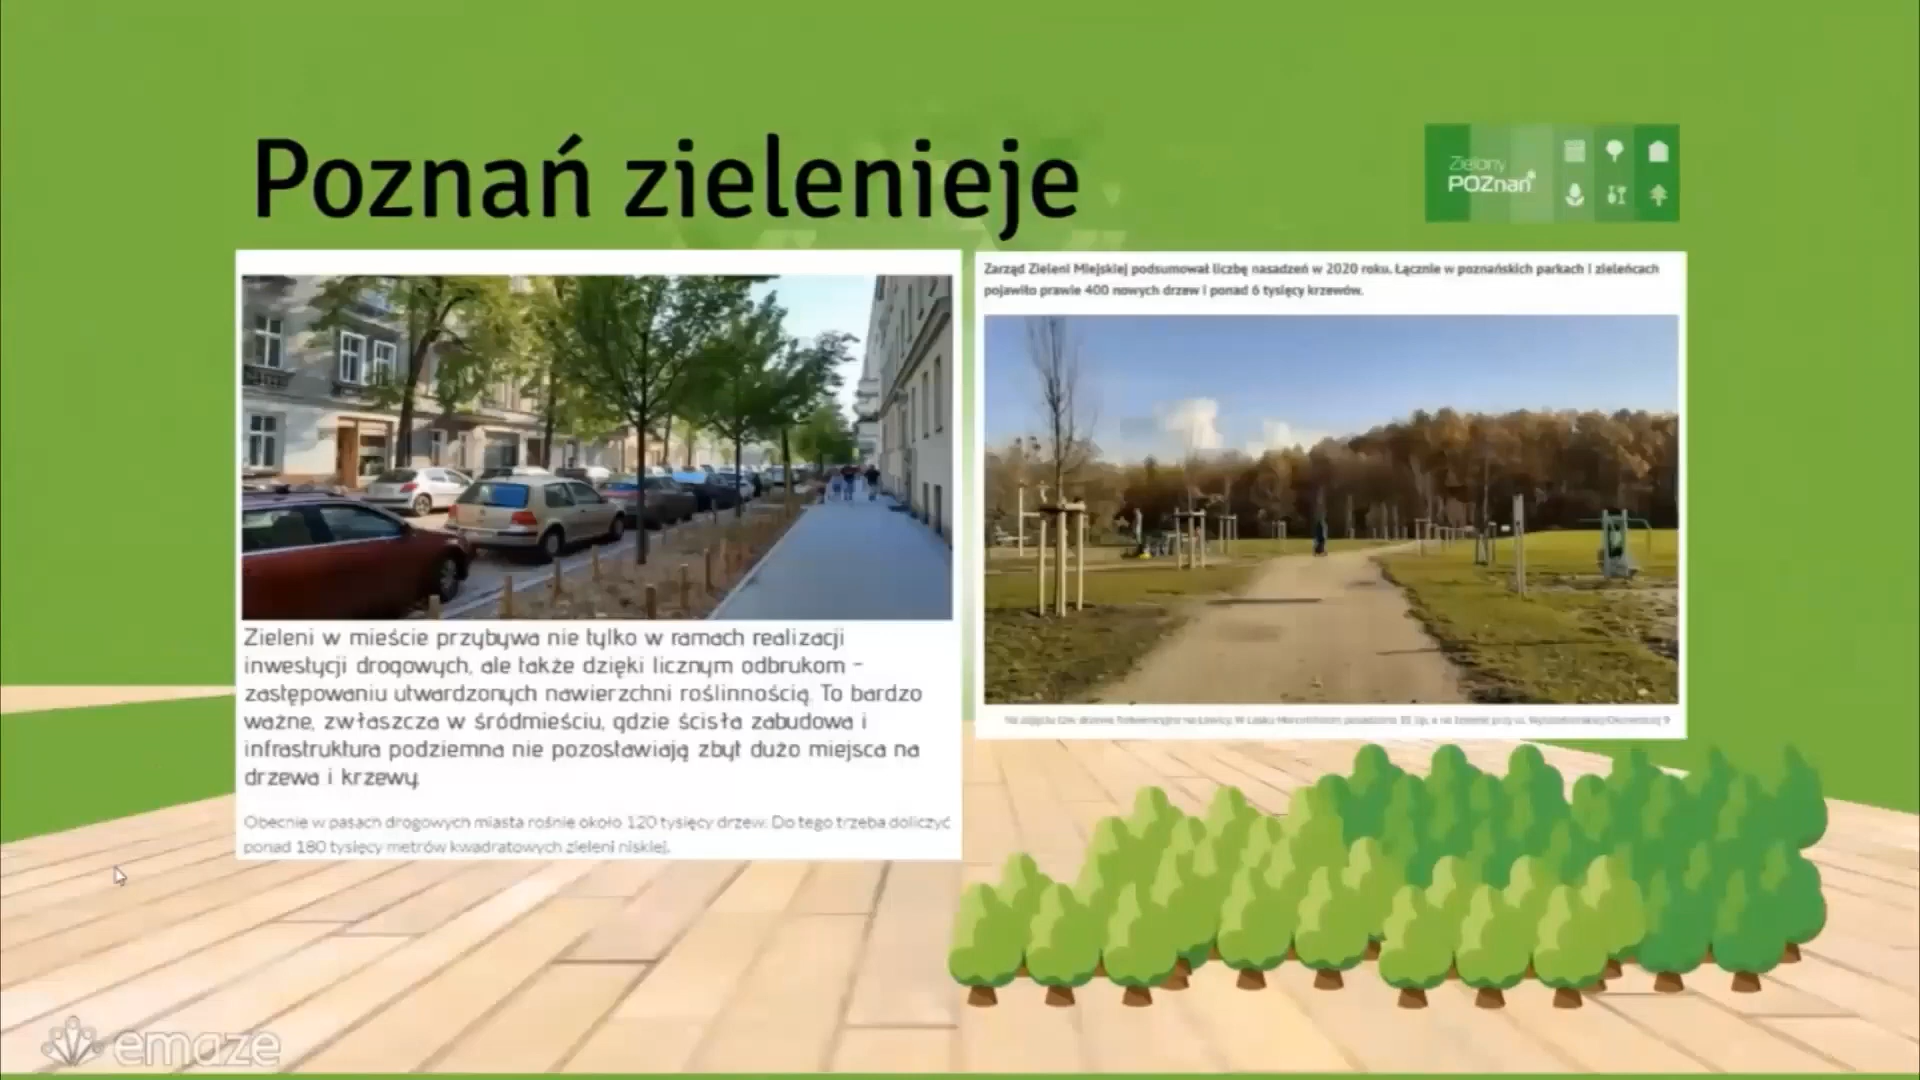 Poznań zielenieje
Zielony
POZnań*
Zieleni w mieście przybywa nie tylko w ramach realizacji
inwestycji drogowych, ale także dzięki licznym odbrukom –
zastępowaniu utwardzonych nawierzchni roślinnością. To bardzo
ważne, zwłaszcza w śródmieściu, gdzie ścisła zabudowa i
infrastruktura podziemna nie pozostawiają zbyt dużo miejsca na
drzewa i krzewy.
Obecnie w pasach drogowych miasta rośnie około 120 tysięcy drzew. Do tego trzeba doliczyć
ponad 180 tysięcy metrów kwadratowych zieleni niskiej.
Zarząd Zieleni Miejskiej podsumował liczbę nasadzeń w 2020 roku. Łącznie w poznańskich parkach i zieleńcach
pojawiło prawie 400 nowych drzew i ponad 6 tysięcy krzewów.
Na zdjęciu tzw. drzewa
emaze